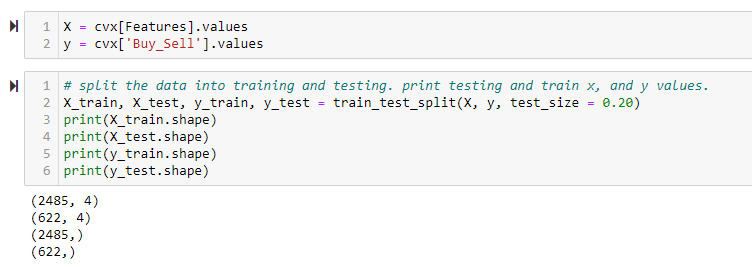 1 X = cvx[Features].values
2 y = cvx['Buy_Sell'].values
1 # split the data into training and testing. print testing and train x, and y values.
2 X_train, X_test, y_train, y_test = train_test_split(X, y, test_size = 0.20)
3 print(X_train.shape)
4 print(X_test.shape)
5 print(y_train.shape)
6 print(y_test.shape)
(2485, 4)
(622, 4)
(2485,)
(622,)